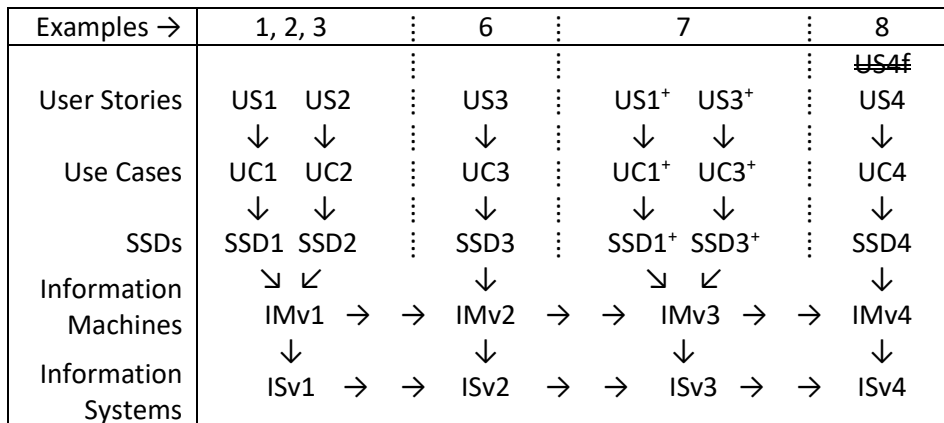 Examples → 1, 2, 3 ⋮ 6 ⋮ 7 ⋮ 8
US4f
User Stories US1 US2 US3 US1⁺ US3⁺ US4
↓ ↓ ↓ ↓ ↓ ↓
Use Cases UC1 UC2 UC3 UC1⁺ UC3⁺ UC4
↓ ↓ ↓ ↓ ↓ ↓
SSDs SSD1 SSD2 SSD3 SSD1⁺ SSD3⁺ SSD4
↘ ↙ ↓ ↘ ↙ ↓
Information
Machines IMv1 → → IMv2 → → IMv3 → → IMv4
↓ ↓ ↓ ↓
Information
Systems ISv1 → → ISv2 → → ISv3 → → ISv4